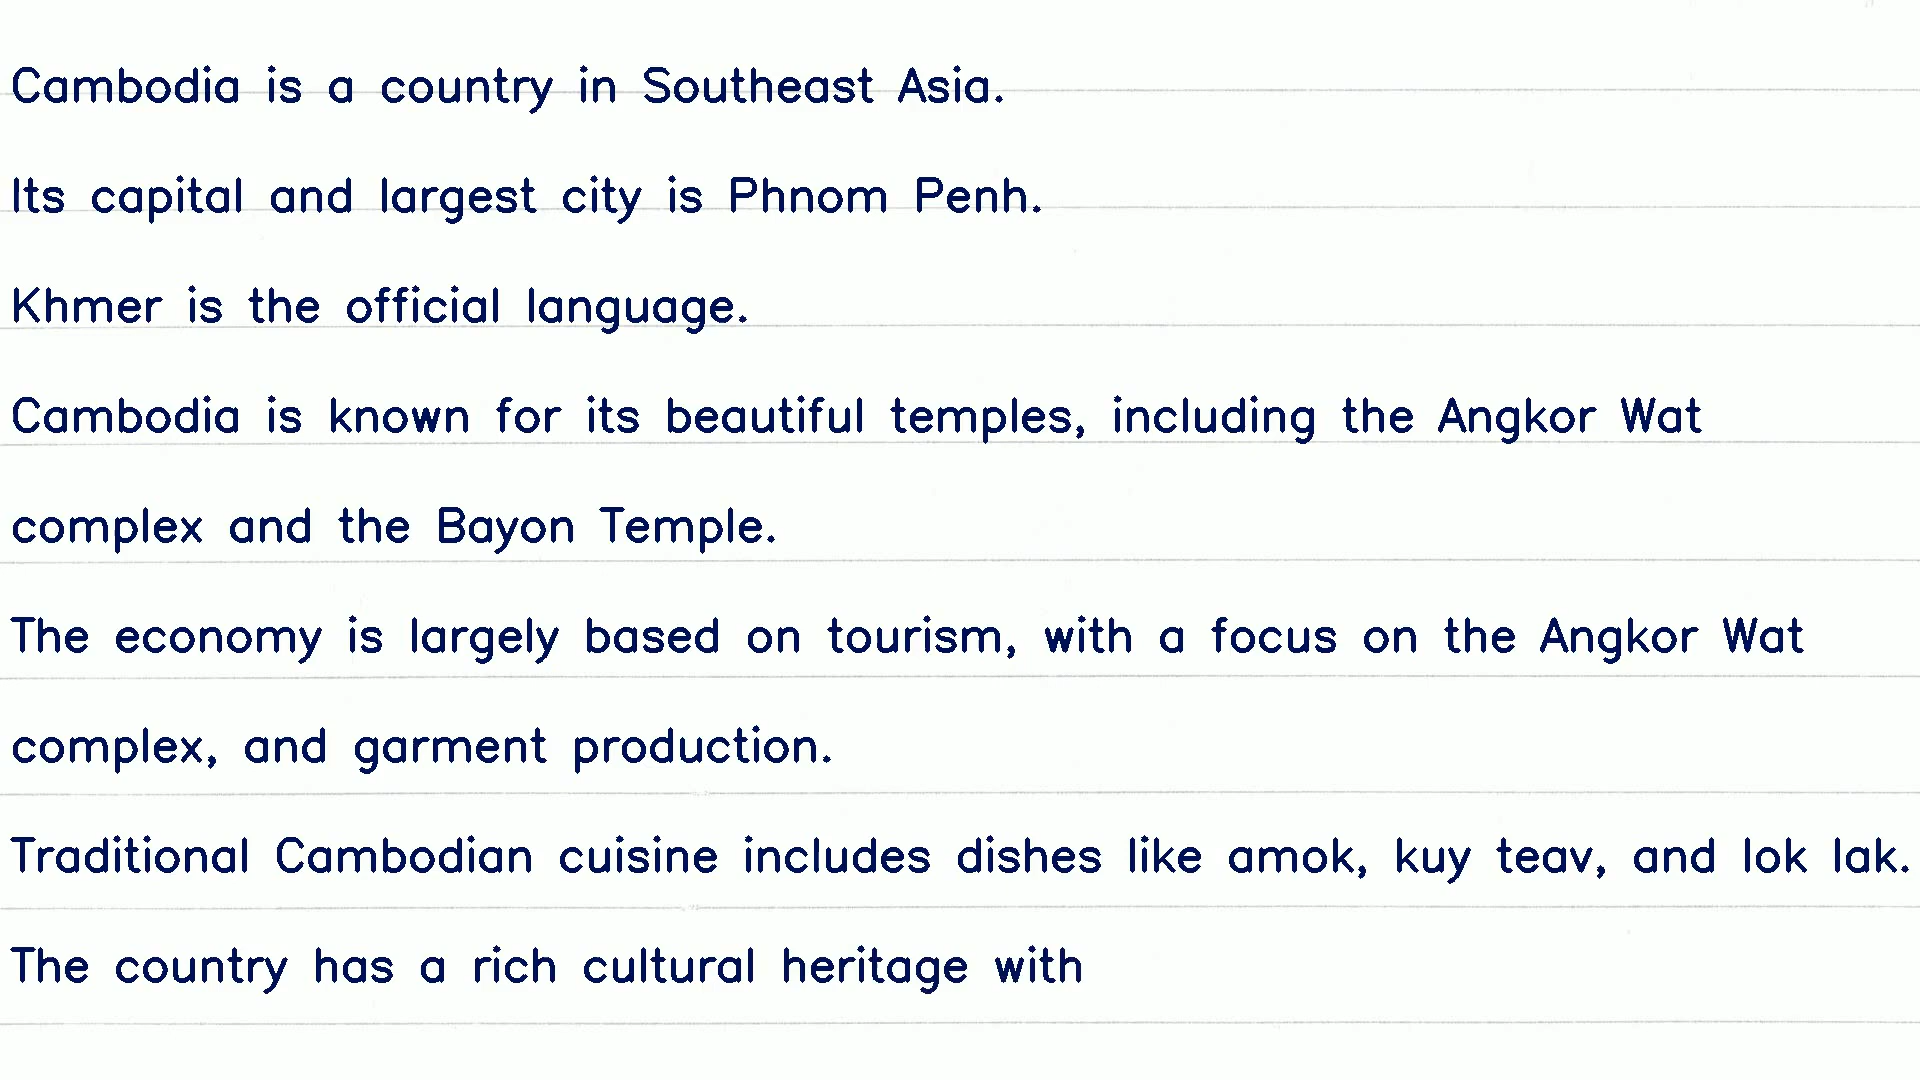 Cambodia is a country in Southeast Asia.
Its capital and largest city is Phnom Penh.
Khmer is the official language.
Cambodia is known for its beautiful temples, including the Angkor Wat
complex and the Bayon Temple.
The economy is largely based on tourism, with a focus on the Angkor Wat
complex, and garment production.
Traditional Cambodian cuisine includes dishes like amok, kuy teav, and lok lak.
The country has a rich cultural heritage with